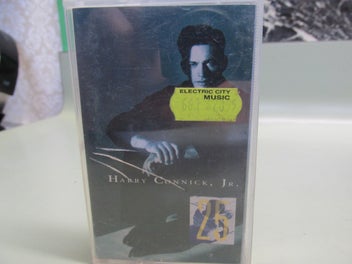 ELECTRIC CITY
MUSIC
HARRY CONNICK, JR.
25